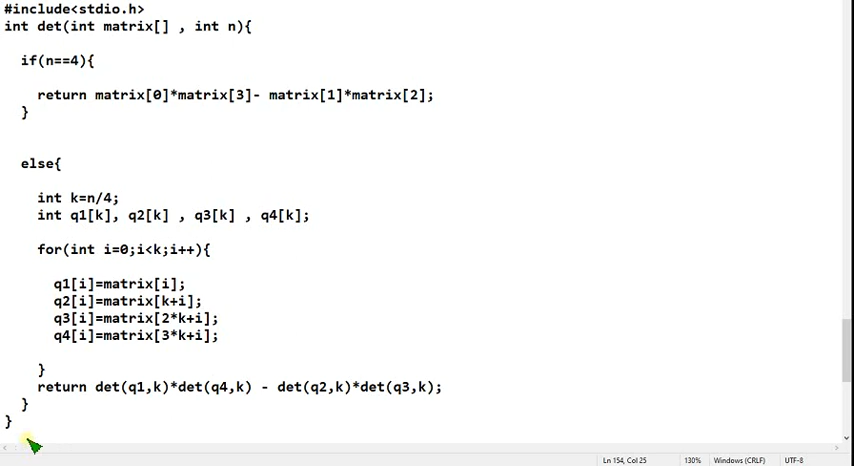 #include<stdio.h>
int det(int matrix[] , int n){
if(n==4){
return matrix[0]*matrix[3]- matrix[1]*matrix[2];
}
else{
int k=n/4;
int q1[k], q2[k] , q3[k] , q4[k];
for(int i=0;i<k;i++){
q1[i]=matrix[i];
q2[i]=matrix[k+i];
q3[i]=matrix[2*k+i];
q4[i]=matrix[3*k+i];
}
return det(q1,k)*det(q4,k) - det(q2,k)*det(q3,k);
}
}
Ln 154, Col 25 130% Windows (CRLF) UTF-8